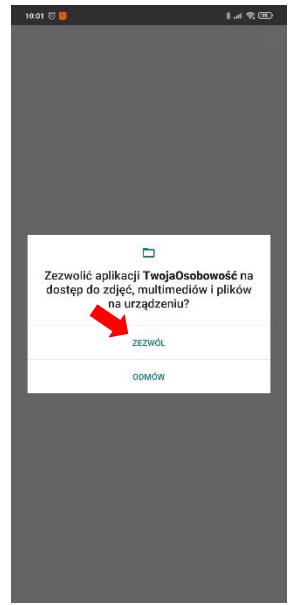 10:01
Zezwolić aplikacji TwojaOsobowość na
dostęp do zdjęć, multimediów i plików
na urządzeniu?
ZEZWÓL
ODMÓW